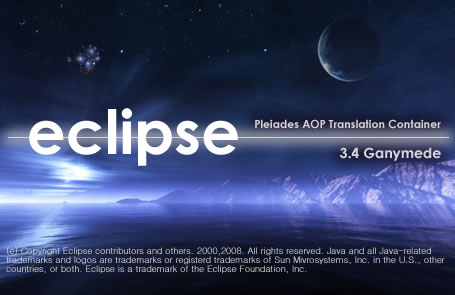 eclipse
Pleiades AOP Translation Container
3.4 Ganymede
(c) Copyright Eclipse contributors and others. 2000,2008. All rights reserved. Java and all Java-related
trademarks and logos are trademarks or registerd trademarks of Sun Mivrosystems, Inc. in the U.S., other
countries, or both. Eclipse is a trademark of the Eclipse Foundation, Inc.